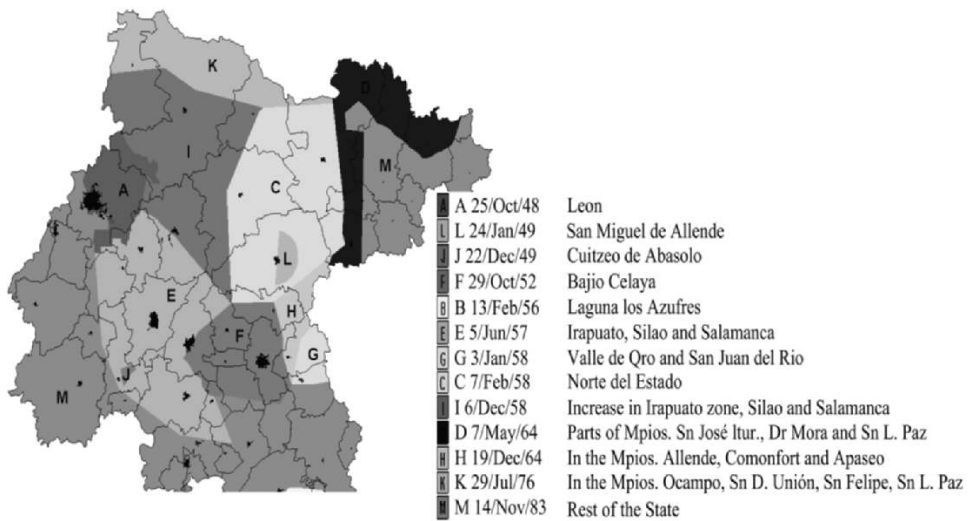 K
D
I
M
A
C
L
E
H
F
G
J
M
A A 25/Oct/48 Leon
L L 24/Jan/49 San Miguel de Allende
J J 22/Dec/49 Cuitzeo de Abasolo
F F 29/Oct/52 Bajio Celaya
B B 13/Feb/56 Laguna los Azufres
E E 5/Jun/57 Irapuato, Silao and Salamanca
G G 3/Jan/58 Valle de Qro and San Juan del Rio
C C 7/Feb/58 Norte del Estado
I I 6/Dec/58 Increase in Irapuato zone, Silao and Salamanca
D 7/May/64 Parts of Mpios. Sn José Itur., Dr Mora and Sn L. Paz
H H 19/Dec/64 In the Mpios. Allende, Comonfort and Apaseo
K K 29/Jul/76 In the Mpios. Ocampo, Sn D. Unión, Sn Felipe, Sn L. Paz
M M 14/Nov/83 Rest of the State